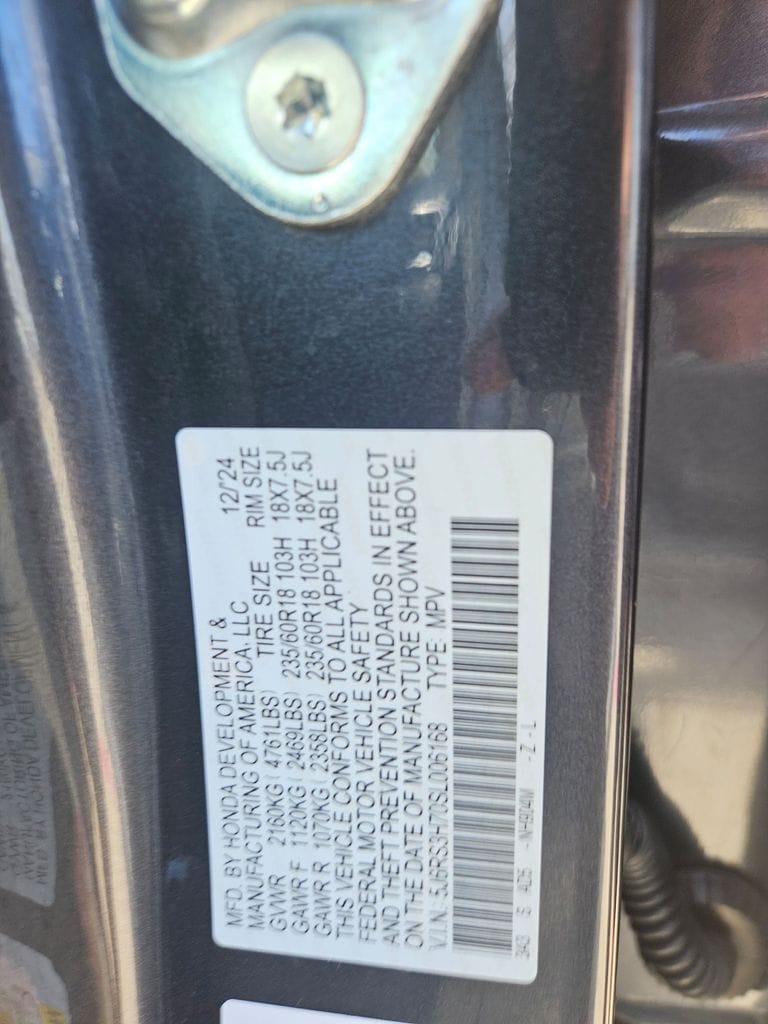 MFD. BY HONDA DEVELOPMENT &
MANUFACTURING OF AMERICA, LLC 12/'24
TIRE SIZE RIM SIZE
GVWR 2160KG( 4761LBS)
GAWR F 1120KG( 2469LBS) 235/60R18 103H 18X7.5J
GAWR R 1070KG( 2358LBS) 235/60R18 103H 18X7.5J
THIS VEHICLE CONFORMS TO ALL APPLICABLE
FEDERAL MOTOR VEHICLE SAFETY
AND THEFT PREVENTION STANDARDS IN EFFECT
ON THE DATE OF MANUFACTURE SHOWN ABOVE.
V.I.N.: 5J6RS3H70SL006168 TYPE: MPV
-Z -L